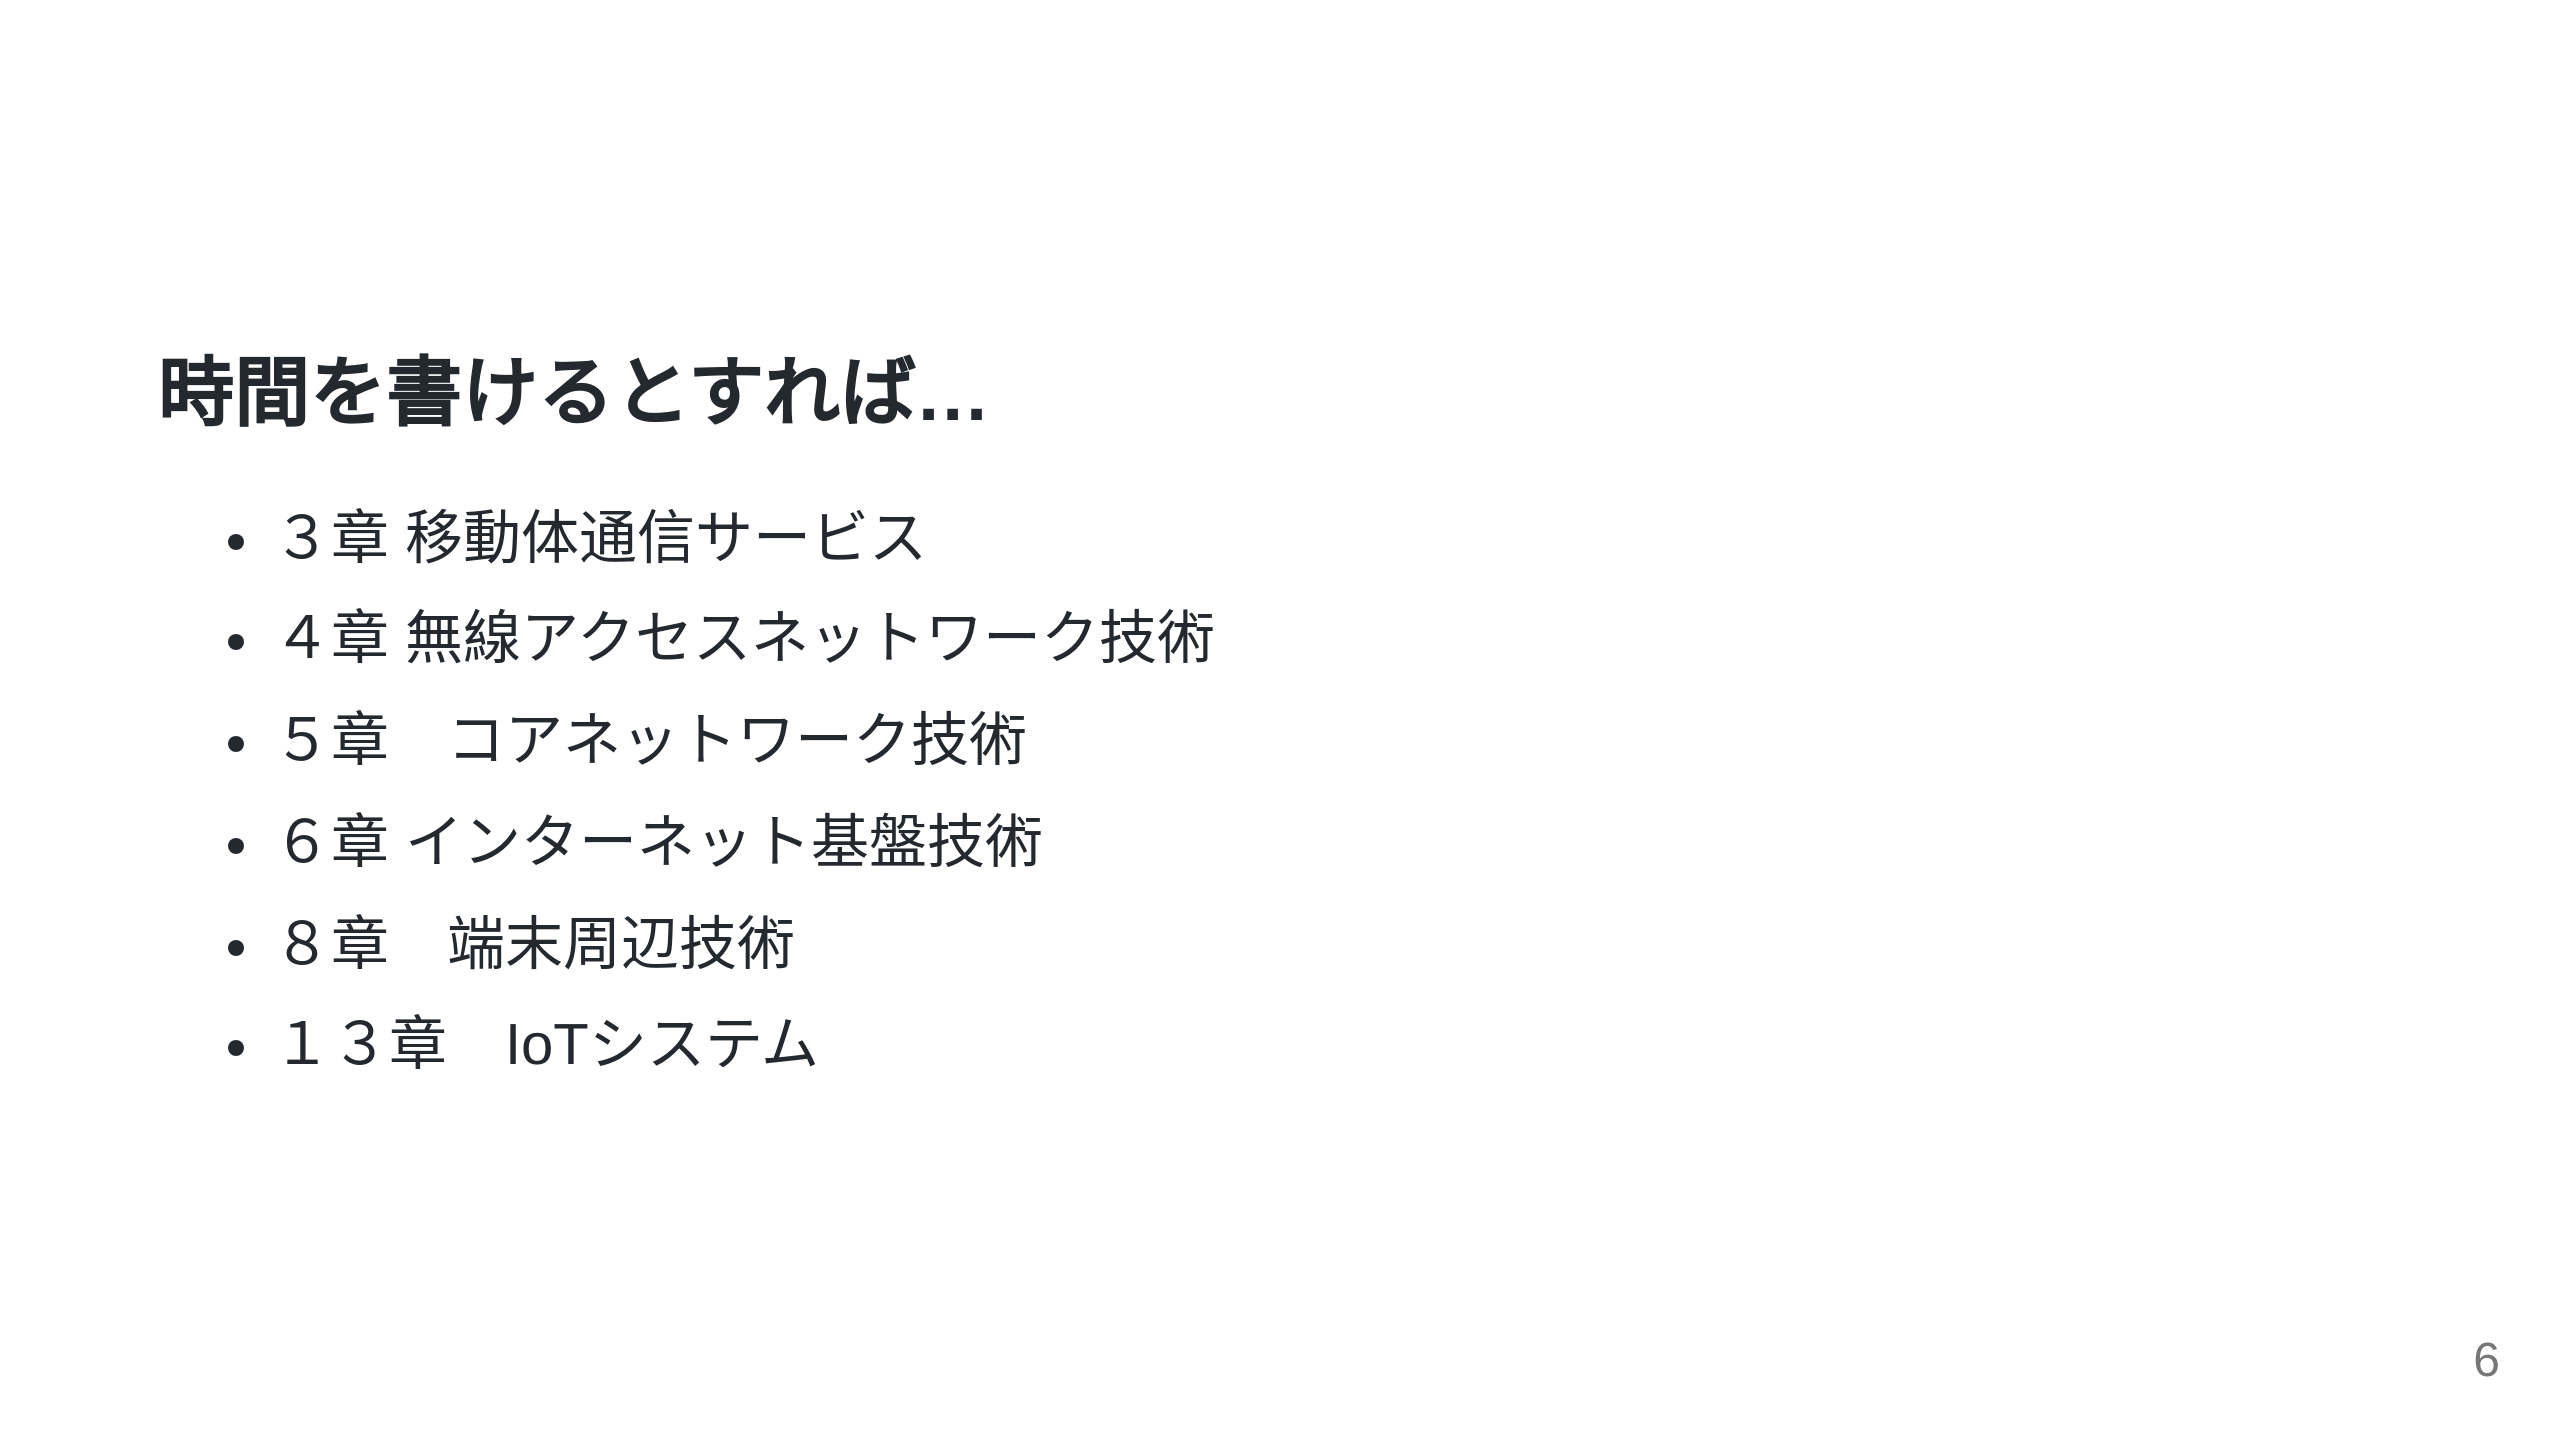 時間を書けるとすれば...
３章 移動体通信サービス
４章 無線アクセスネットワーク技術
５章　コアネットワーク技術
６章 インターネット基盤技術
８章　端末周辺技術
１３章　IoTシステム
6